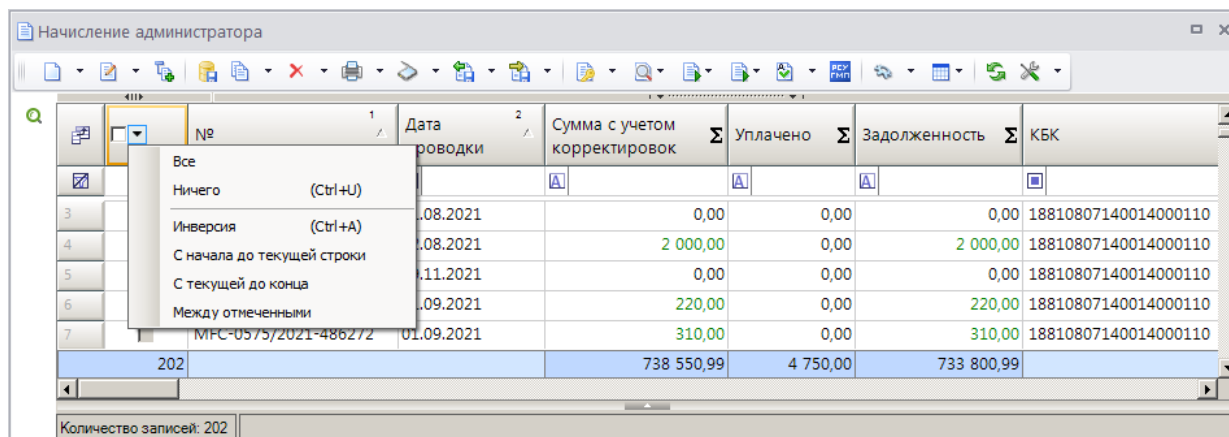 Начисление администратора
РСУ
ГМП
№ 1
Дата 2
проводки
Сумма с учетом Σ
корректировок
Уплачено Σ
Задолженность Σ
КБК
Все
Ничего (Ctrl+U)
Инверсия (Ctrl+A)
С начала до текущей строки
С текущей до конца
Между отмеченными
A A A
3 .08.2021 0,00 0,00 0,00 18810807140014000110
4 .08.2021 2 000,00 0,00 2 000,00 18810807140014000110
5 .11.2021 0,00 0,00 0,00 18810807140014000110
6 .09.2021 220,00 0,00 220,00 18810807140014000110
7 MFC-0575/2021-486272 01.09.2021 310,00 0,00 310,00 18810807140014000110
202 738 550,99 4 750,00 733 800,99
Количество записей: 202